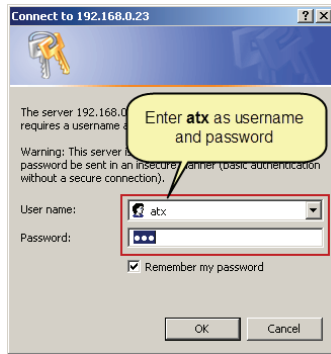 Connect to 192.168.0.23
The server 192.168.0
requires a username
Enter atx as username
and password
Warning: This server
password be sent in an insecure manner (basic authentication
without a secure connection).
User name:
atx
Password:
Remember my password
OK
Cancel